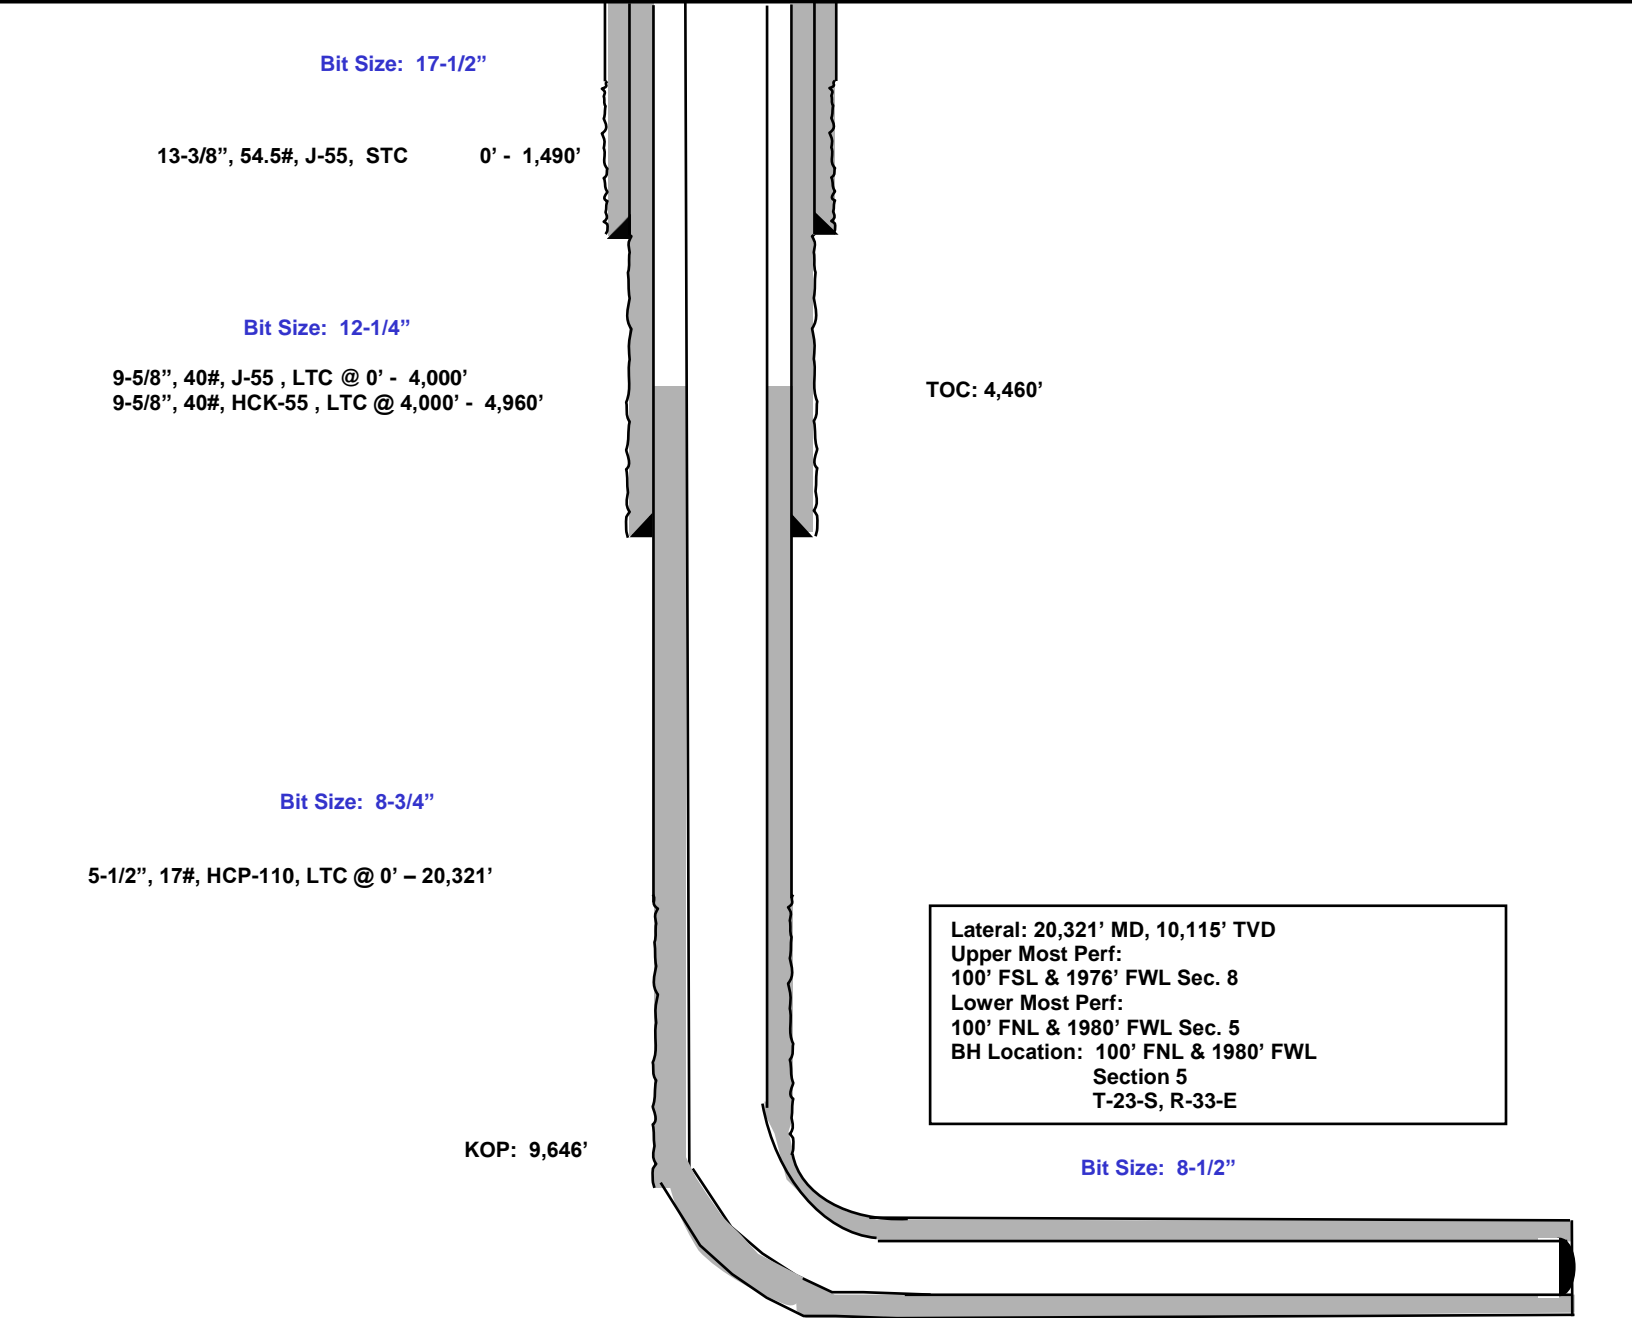 Bit Size: 17-1/2”
13-3/8”, 54.5#, J-55, STC 0’ - 1,490’
Bit Size: 12-1/4”
9-5/8”, 40#, J-55 , LTC @ 0’ - 4,000’
9-5/8”, 40#, HCK-55 , LTC @ 4,000’ - 4,960’
TOC: 4,460’
Bit Size: 8-3/4”
5-1/2”, 17#, HCP-110, LTC @ 0’ – 20,321’
Lateral: 20,321’ MD, 10,115’ TVD
Upper Most Perf:
100’ FSL & 1976’ FWL Sec. 8
Lower Most Perf:
100’ FNL & 1980’ FWL Sec. 5
BH Location: 100’ FNL & 1980’ FWL
Section 5
T-23-S, R-33-E
KOP: 9,646’
Bit Size: 8-1/2”